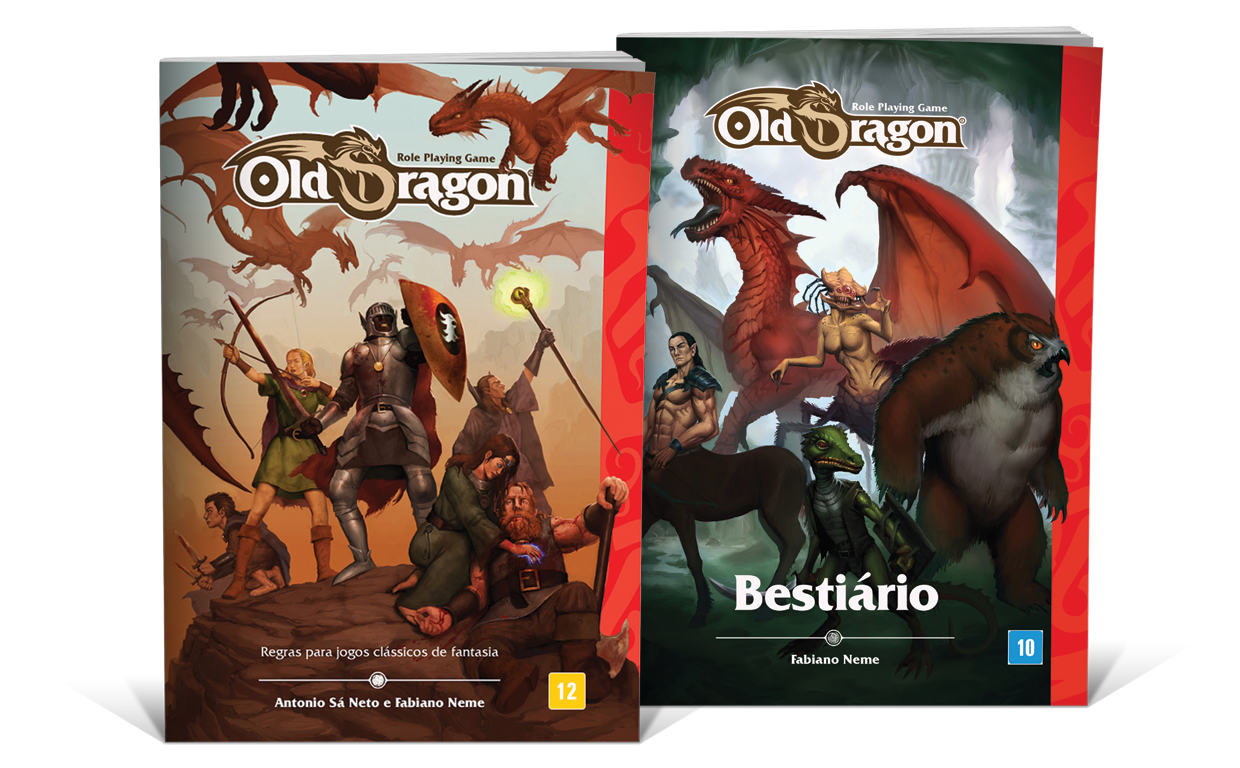 Role Playing Game
Old Dragon®
Regras para jogos clássicos de fantasia
Antonio Sá Neto e Fabiano Neme
12
Role Playing Game
Old Dragon®
Bestiário
Fabiano Neme
10